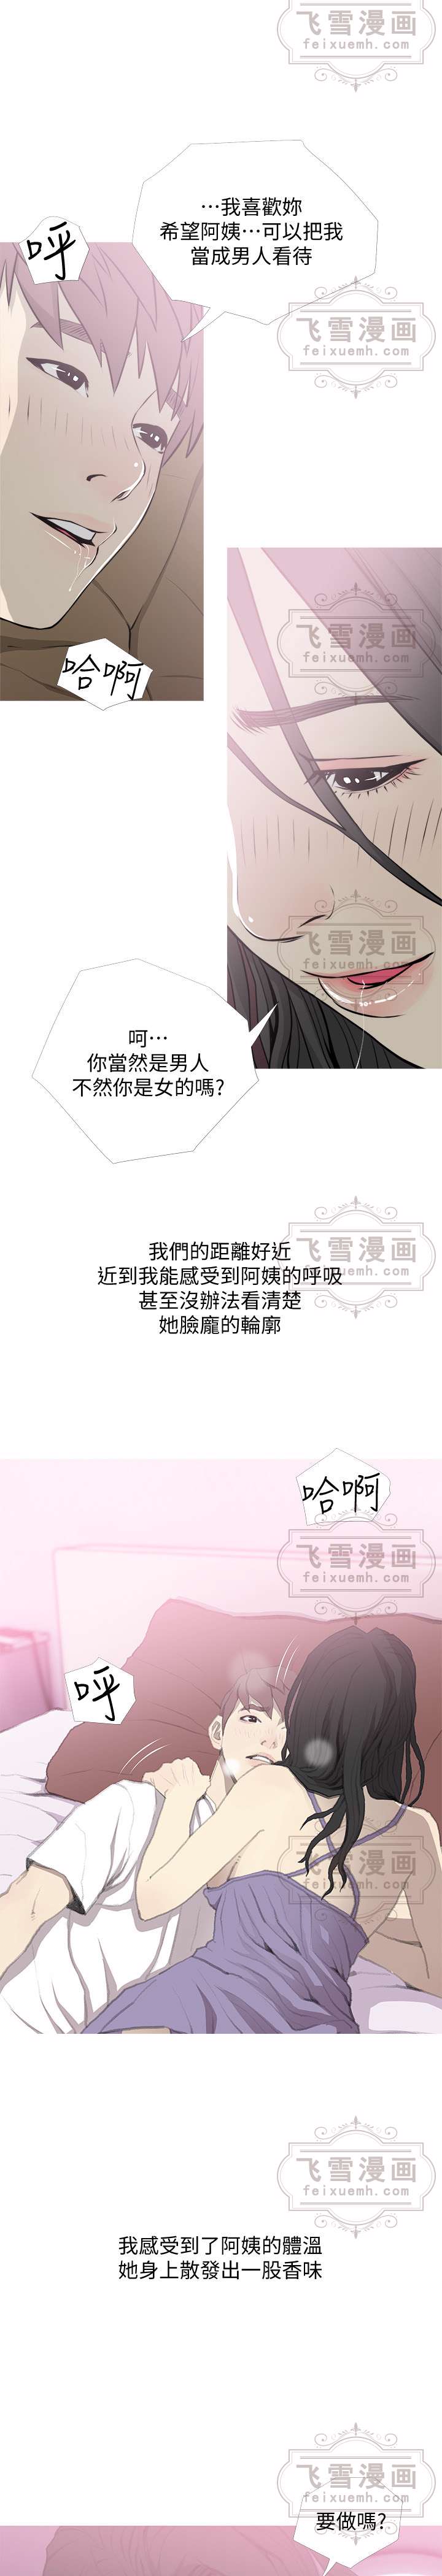 飞雪漫画
feixuemh.com
…我喜歡妳
希望阿姨…可以把我
當成男人看待
呼
飞雪漫画
feixuemh.com
飞雪漫画
feixuemh.com
哈啊
飞雪漫画
feixuemh.com
呵…
你當然是男人
不然你是女的嗎?
飞雪漫画
feixuemh.com
我們的距離好近
近到我能感受到阿姨的呼吸
甚至沒辦法看清楚
她臉龐的輪廓
哈啊
飞雪漫画
feixuemh.com
呼
飞雪漫画
feixuemh.com
飞雪漫画
feixuemh.com
我感受到了阿姨的體溫
她身上散發出一股香味
飞雪漫画
feixuemh.com
要做嗎?